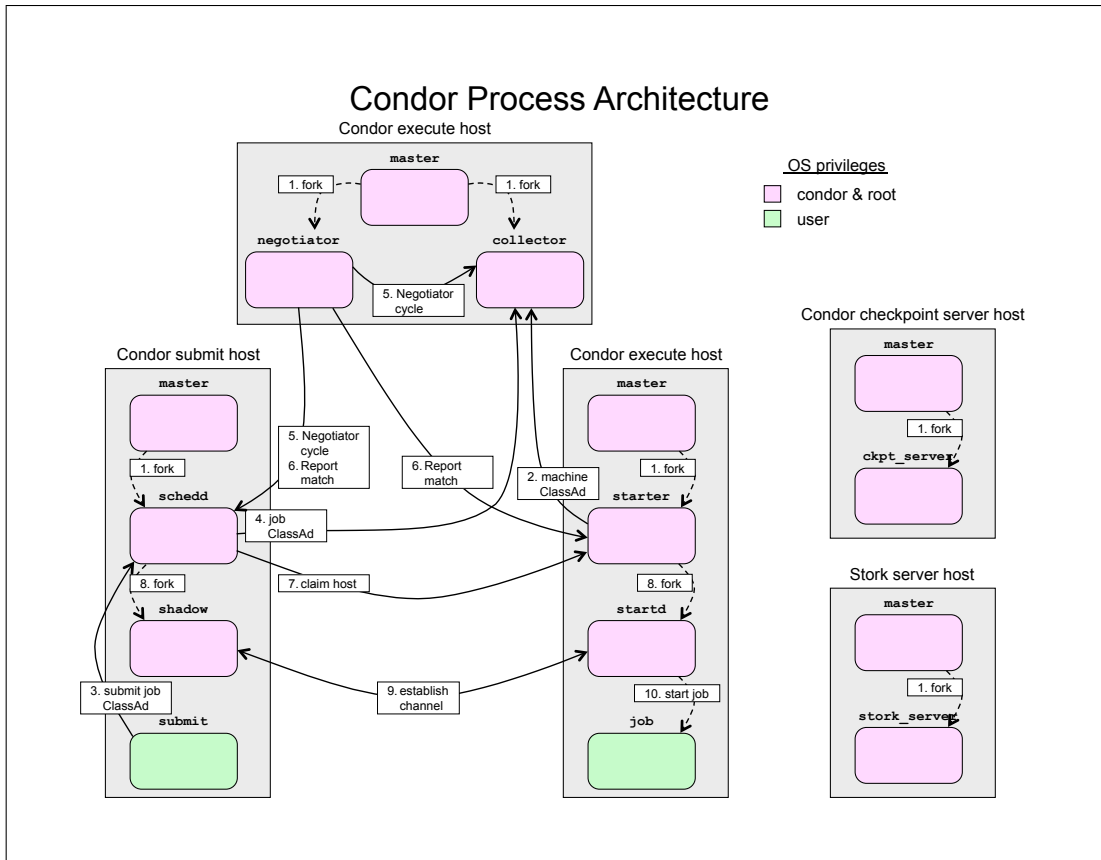 Condor Process Architecture
Condor execute host
master
1. fork
1. fork
negotiator
collector
5. Negotiator
cycle
OS privileges
condor & root
user
Condor submit host
master
1. fork
schedd
5. Negotiator
cycle
6. Report
match
6. Report
match
4. job
ClassAd
8. fork
7. claim host
shadow
3. submit job
ClassAd
submit
9. establish
channel
Condor execute host
master
1. fork
2. machine
ClassAd
starter
8. fork
startd
10. start job
job
Condor checkpoint server host
master
1. fork
ckpt_server
Stork server host
master
1. fork
stork_server